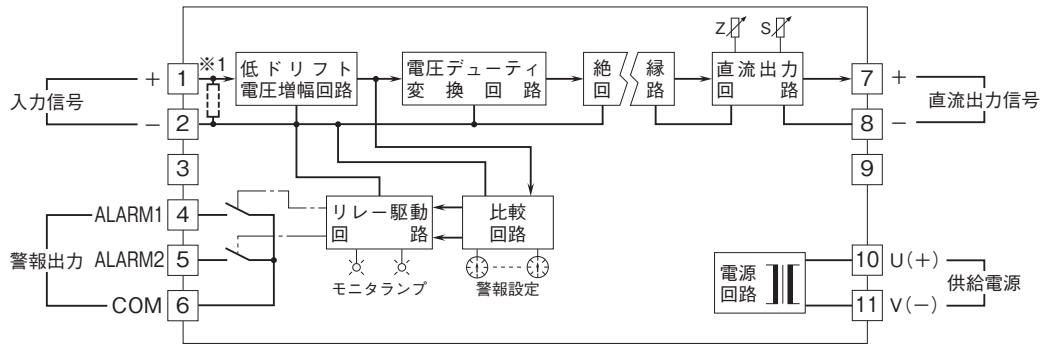 Z S
※1
+ 1 低ドリフト 電圧デューティ 絶 縁 直流出力 7 +
電圧増幅回路 変換回路 回 路 回路
入力信号 直流出力信号
− 2 8 −
3 9
ALARM1 4 リレー駆動 比較
回路 回路
警報出力 ALARM2 5 電源 10 U(+)
回路 供給電源
モニタランプ 警報設定
COM 6 11 V(−)